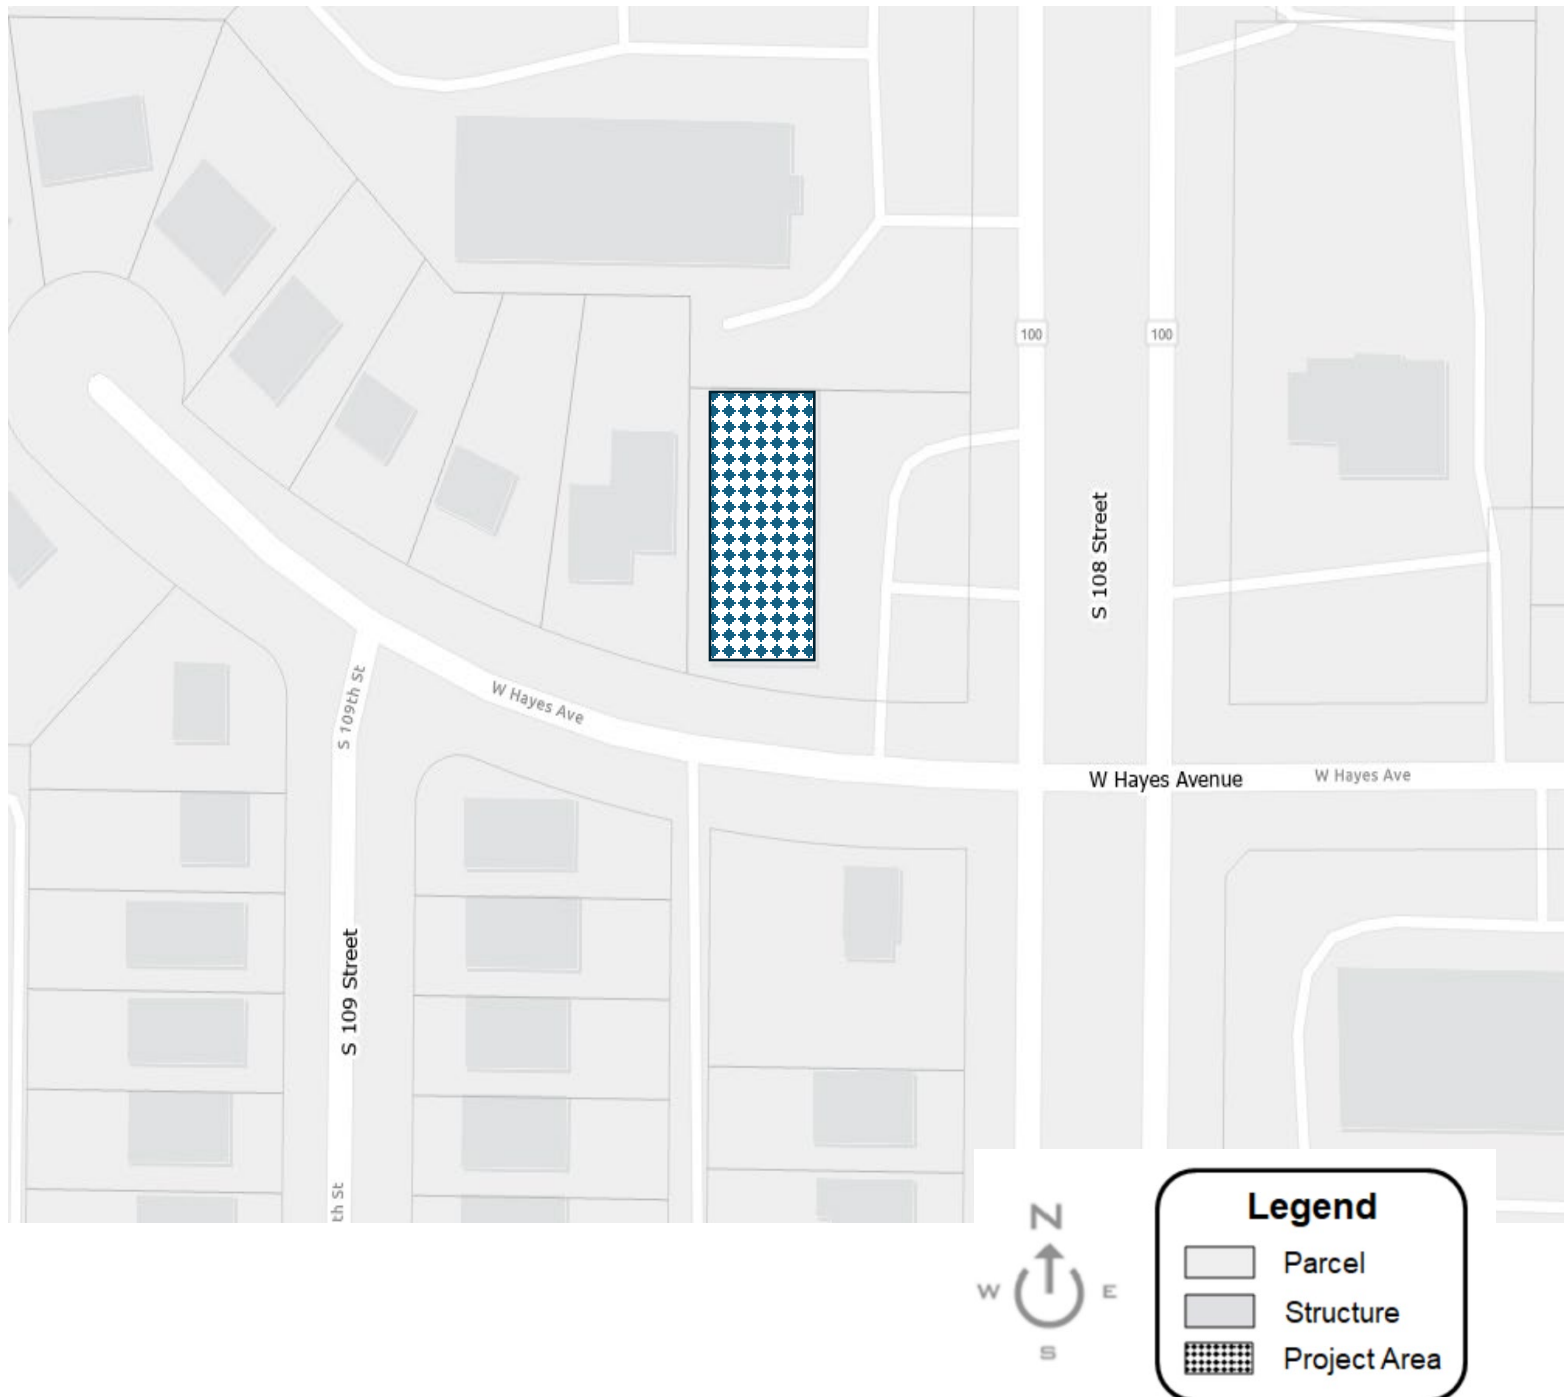 100
100
S 108 Street
S 109th St
W Hayes Ave
W Hayes Avenue
W Hayes Ave
S 109 Street
th St
N
W
E
S
Legend
Parcel
Structure
Project Area